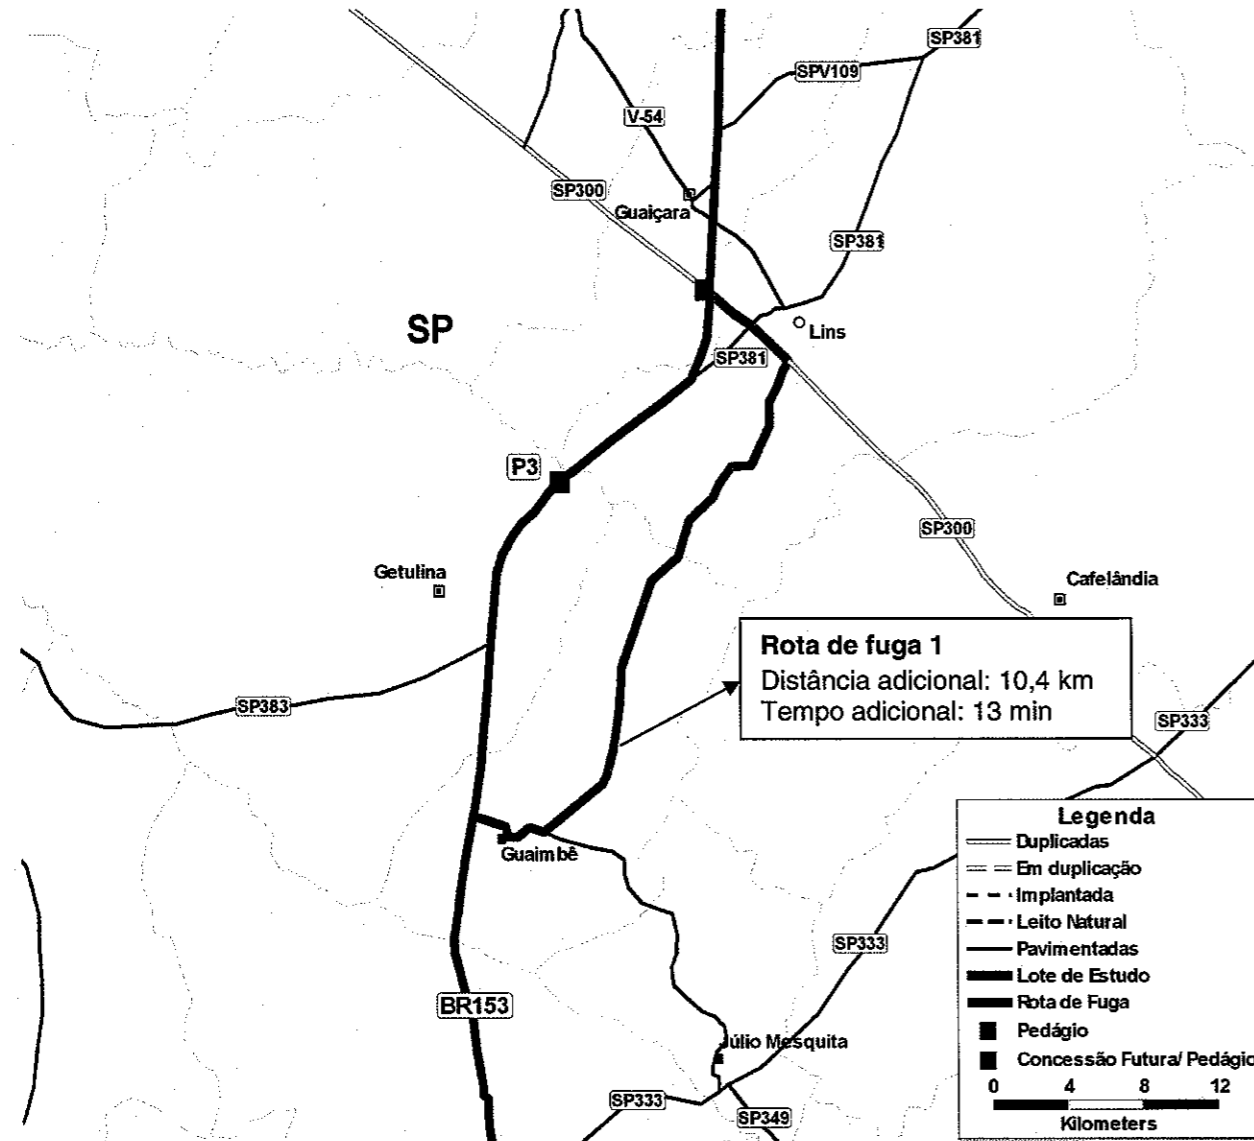 SP381
SPV109
V-54
SP300
Guaiçara
SP381
SP
Lins
SP381
P3
SP300
Getulina
Cafelândia
Rota de fuga 1
Distância adicional: 10,4 km
Tempo adicional: 13 min
SP383
SP333
Guaimbê
SP333
BR153
Júlio Mesquita
SP333
SP349
Legenda
Duplicadas
Em duplicação
Implantada
Leito Natural
Pavimentadas
Lote de Estudo
Rota de Fuga
Pedágio
Concessão Futura/ Pedágio
0 4 8 12
Kilometers